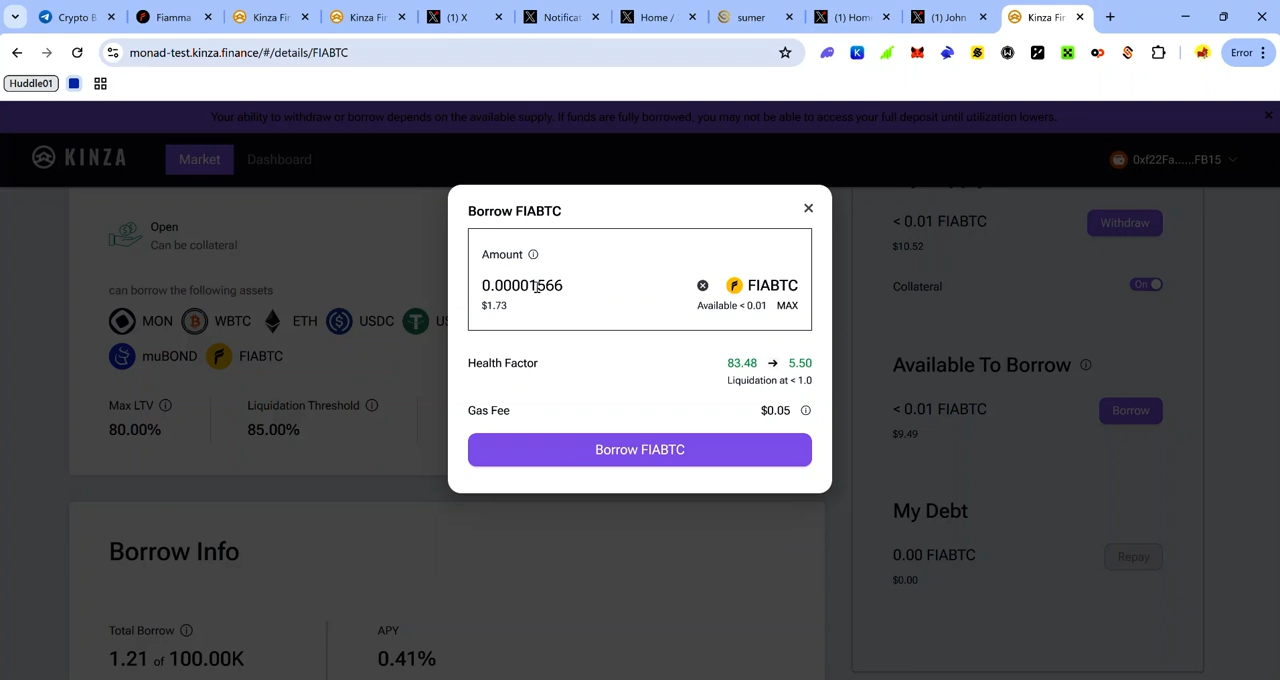 Crypto B
Fiamma
Kinza Fir
Kinza Fir
(1) X
Notificat
Home /
sumer
(1) Hom
(1) John
Kinza Fir
monad-test.kinza.finance/#/details/FIABTC
Error
Huddle01
Your ability to withdraw or borrow depends on the available supply. If funds are fully borrowed, you may not be able to access your full deposit until utilization lowers.
KINZA
Market
Dashboard
0xf22Fa......FB15
Open
Can be collateral
can borrow the following assets
MON
WBTC
ETH
USDC
muBOND
FIABTC
Max LTV
80.00%
Liquidation Threshold
85.00%
Borrow Info
Total Borrow
1.21 of 100.00K
APY
0.41%
Borrow FIABTC
Amount
0.00001566
FIABTC
$1.73
Available < 0.01 MAX
Health Factor
83.48 → 5.50
Liquidation at < 1.0
Gas Fee
$0.05
Borrow FIABTC
< 0.01 FIABTC
Withdraw
$10.52
Collateral
On
Available To Borrow
< 0.01 FIABTC
Borrow
$9.49
My Debt
0.00 FIABTC
Repay
$0.00